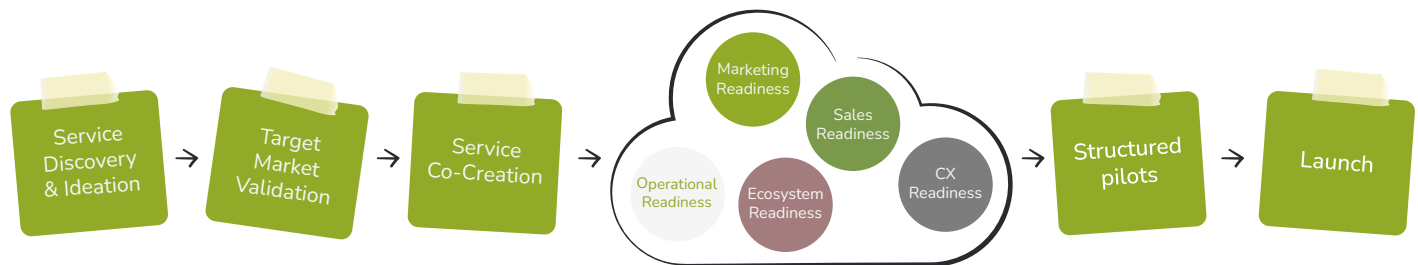 Service
Discovery
& Ideation
Target
Market
Validation
Service
Co-Creation
Marketing
Readiness
Sales
Readiness
Operational
Readiness
Ecosystem
Readiness
CX
Readiness
Structured
pilots
Launch